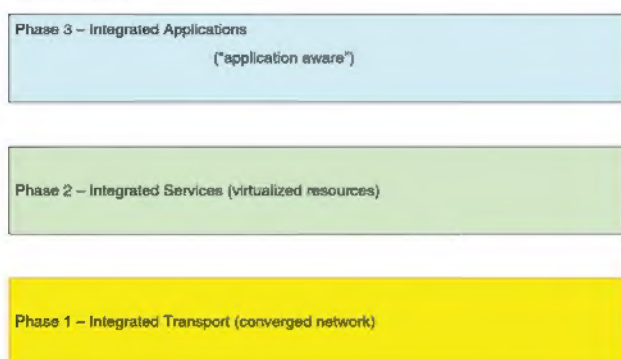 Phase 3 – Integrated Applications
("application aware")
Phase 2 – Integrated Services (virtualized resources)
Phase 1 – Integrated Transport (converged network)